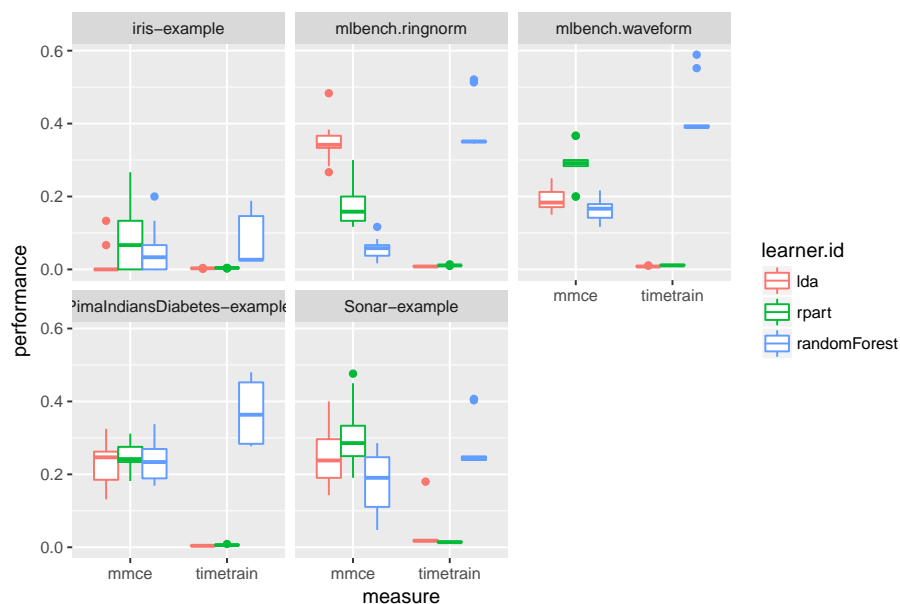 iris−example
mlbench.ringnorm
mlbench.waveform
0.6
0.4
0.2
0.0
PimaIndiansDiabetes−example
Sonar−example
mmce
timetrain
0.6
0.4
0.2
0.0
mmce
timetrain
mmce
timetrain
measure
performance
learner.id
lda
rpart
randomForest